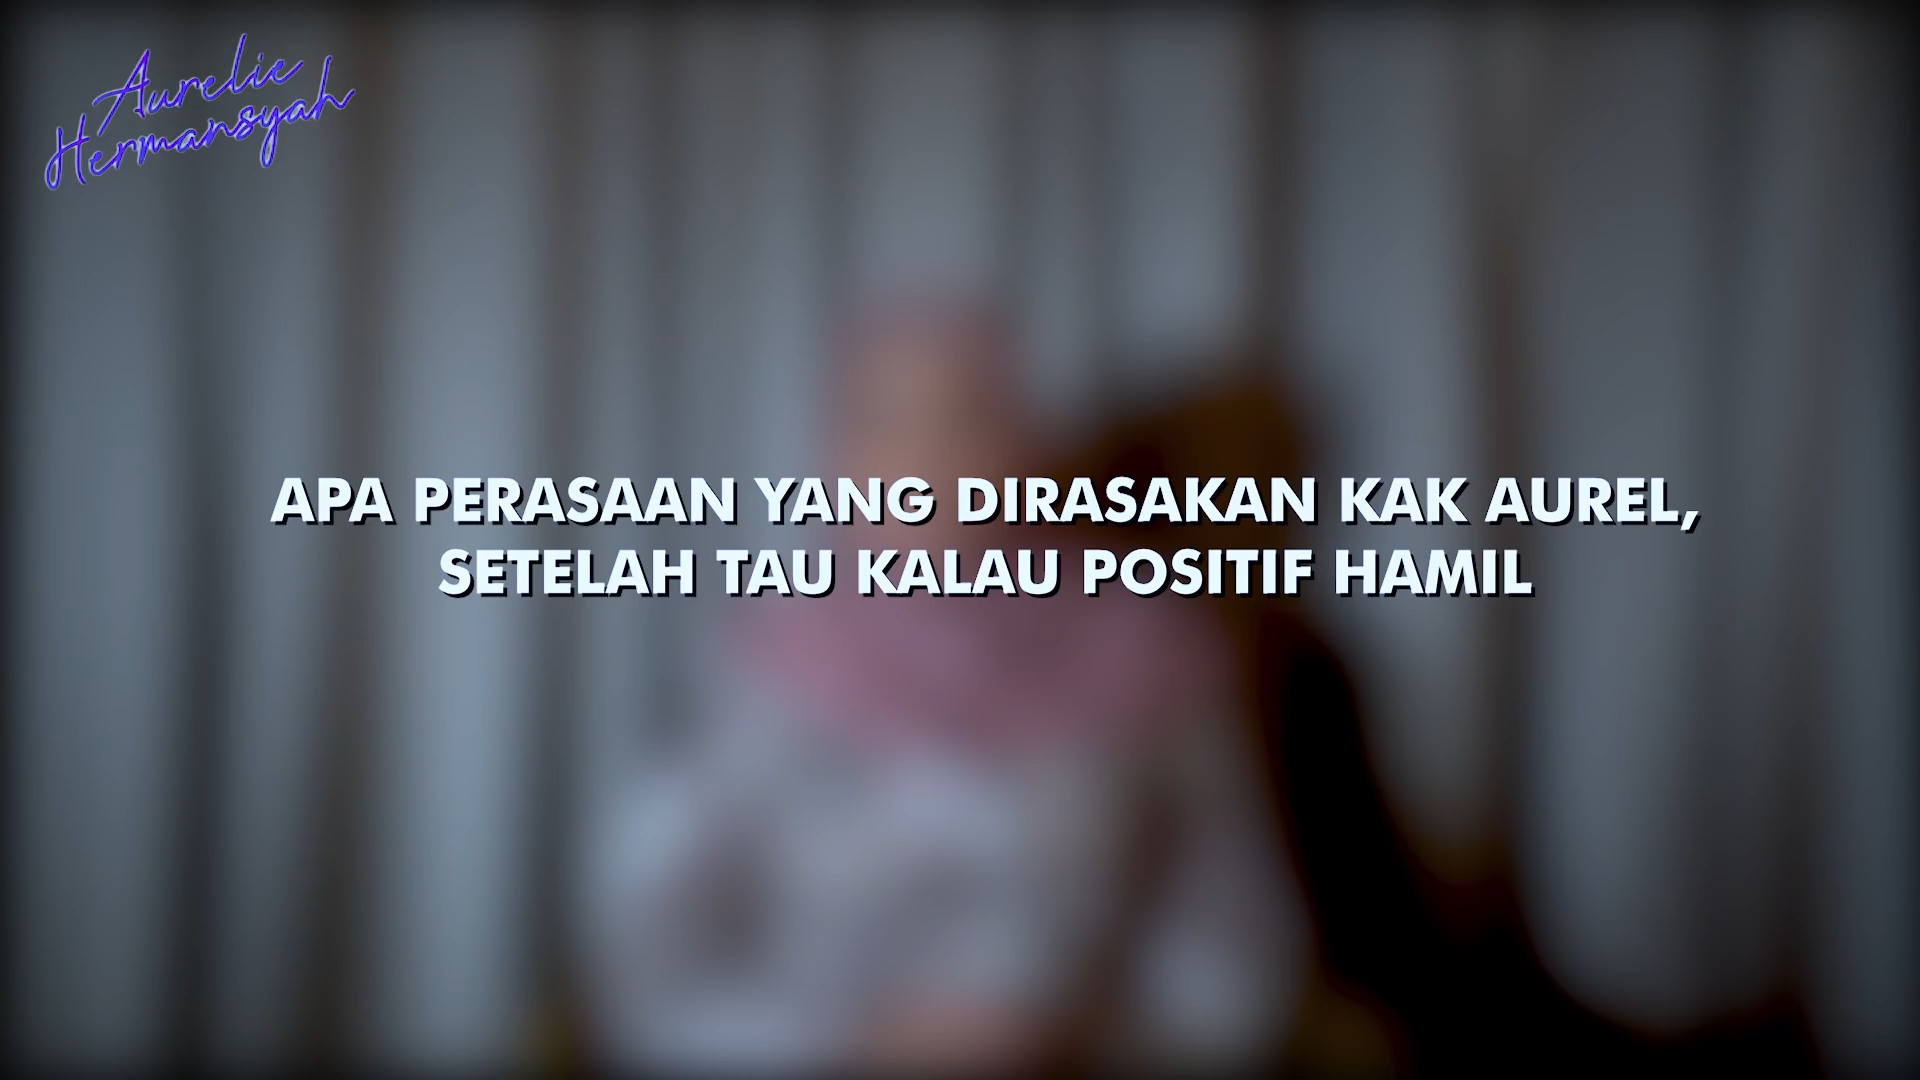 Aurelie
Hermansyah
APA PERASAAN YANG DIRASAKAN KAK AUREL,
SETELAH TAU KALAU POSITIF HAMIL